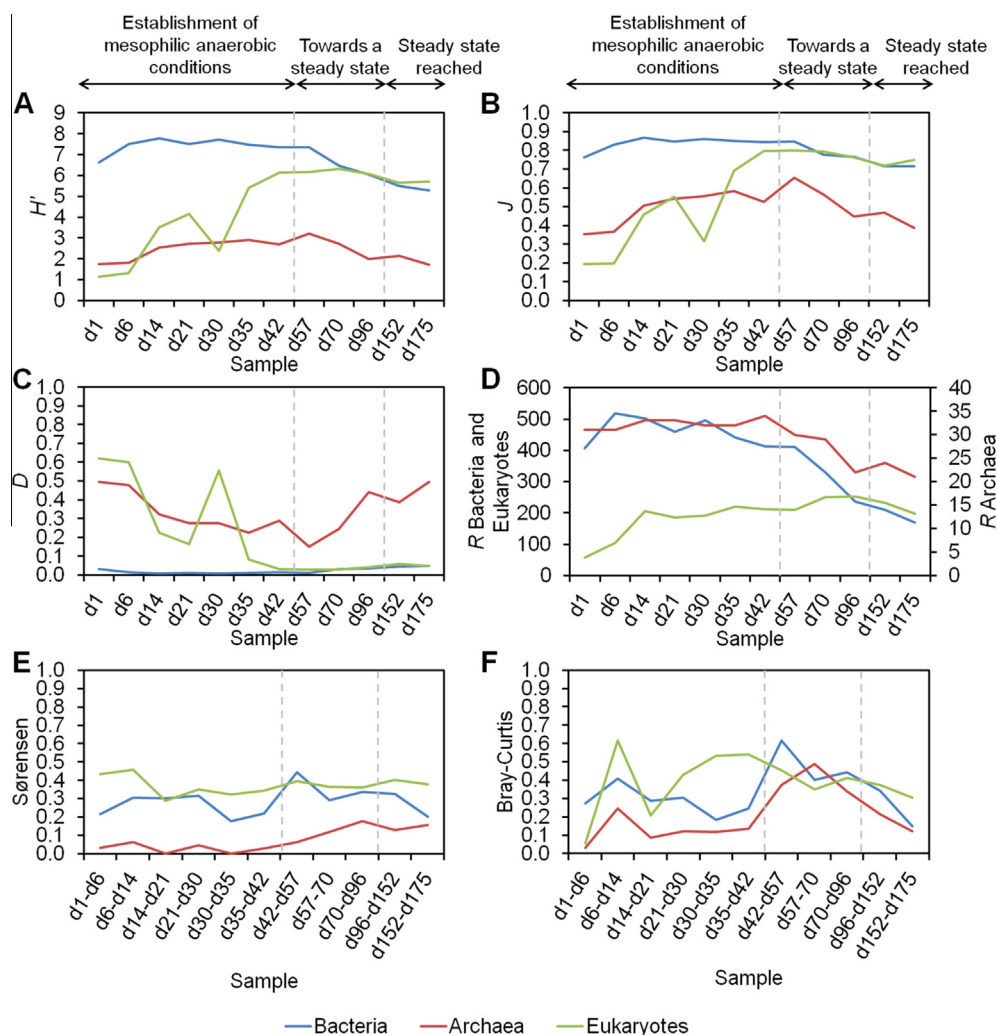 Establishment of
mesophilic anaerobic
conditions
Towards a
steady state
Steady state
reached
Establishment of
mesophilic anaerobic
conditions
Towards a
steady state
Steady state
reached
A
9
8
7
6
5
4
3
2
1
0
H'
d1
d6
d14
d21
d30
d35
d42
d57
d70
d96
d152
d175
Sample
B
1.0
0.9
0.8
0.7
0.6
0.5
0.4
0.3
0.2
0.1
0.0
J
d1
d6
d14
d21
d30
d35
d42
d57
d70
d96
d152
d175
Sample
C
1.0
0.9
0.8
0.7
0.6
0.5
0.4
0.3
0.2
0.1
0.0
D
d1
d6
d14
d21
d30
d35
d42
d57
d70
d96
d152
d175
Sample
D
600
500
400
300
200
100
0
R Bacteria and
Eukaryotes
40
35
30
25
20
15
10
5
0
R Archaea
d1
d6
d14
d21
d30
d35
d42
d57
d70
d96
d152
d175
Sample
E
1.0
0.9
0.8
0.7
0.6
0.5
0.4
0.3
0.2
0.1
0.0
Sørensen
d1-d6
d6-d14
d14-d21
d21-d30
d30-d35
d35-d42
d42-d57
d57-70
d70-d96
d96-d152
d152-d175
Sample
F
1.0
0.9
0.8
0.7
0.6
0.5
0.4
0.3
0.2
0.1
0.0
Bray-Curtis
d1-d6
d6-d14
d14-d21
d21-d30
d30-d35
d35-d42
d42-d57
d57-70
d70-d96
d96-d152
d152-d175
Sample
Bacteria
Archaea
Eukaryotes